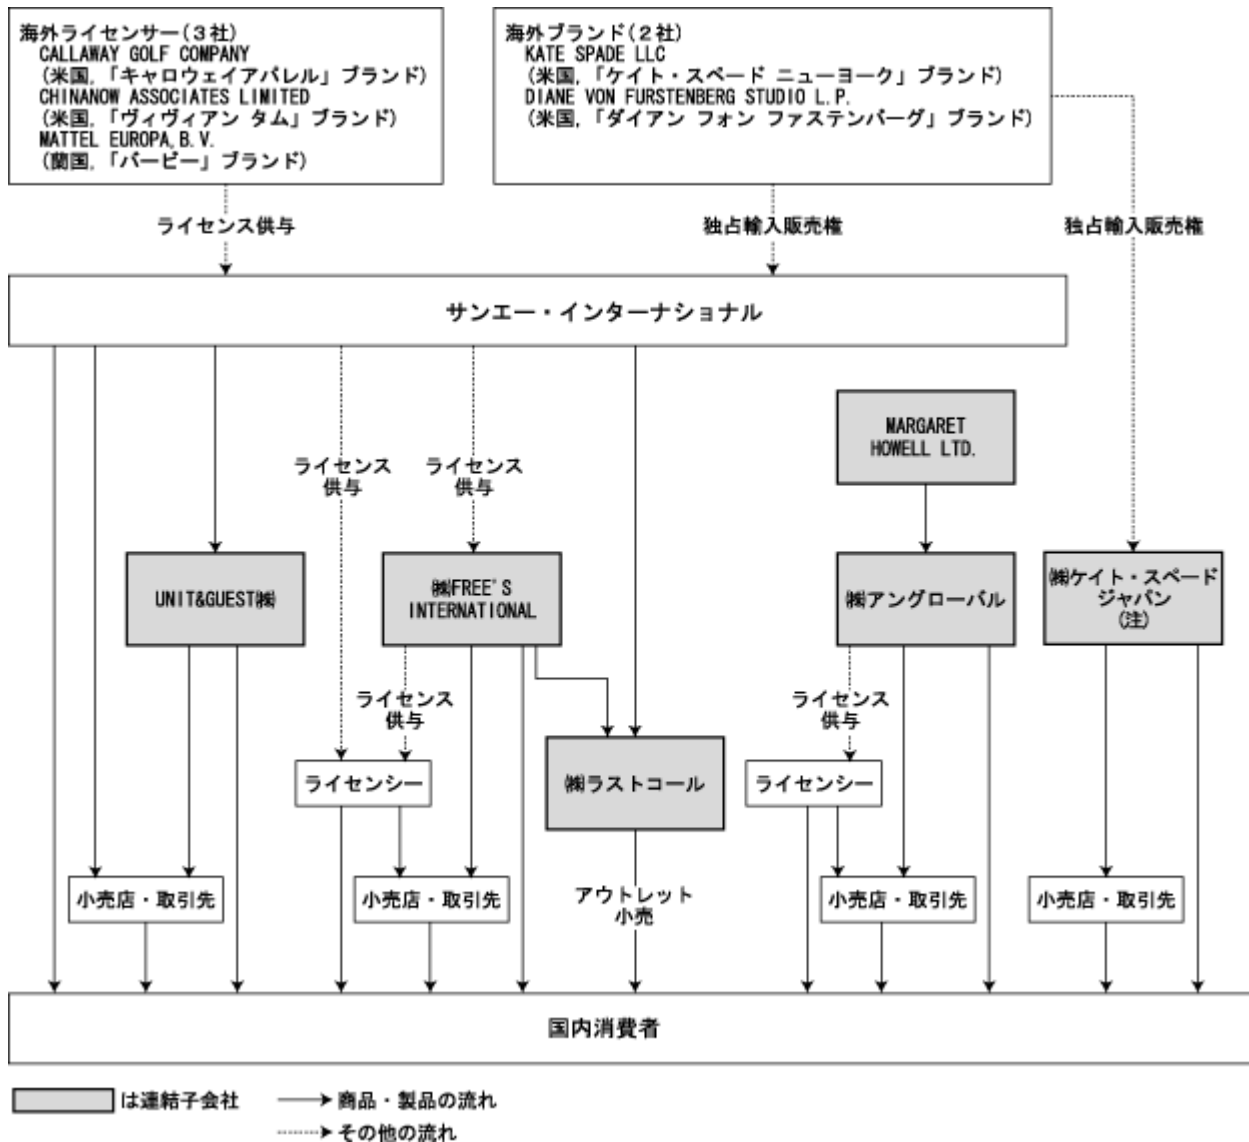 海外ライセンサー(３社)
CALLAWAY GOLF COMPANY
(米国,「キャロウェイアパレル」ブランド)
CHINANOW ASSOCIATES LIMITED
(米国,「ヴィヴィアン タム」ブランド)
MATTEL EUROPA,B.V.
(蘭国,「バービー」ブランド)
海外ブランド(２社)
KATE SPADE LLC
(米国,「ケイト・スペード ニューヨーク」ブランド)
DIANE VON FURSTENBERG STUDIO L.P.
(米国,「ダイアン フォン ファステンバーグ」ブランド)
ライセンス供与
独占輸入販売権
独占輸入販売権
サンエー・インターナショナル
MARGARET
HOWELL LTD.
ライセンス
供与
ライセンス
供与
UNIT&GUEST㈱
㈱FREE'S
INTERNATIONAL
㈱アングローバル
㈱ケイト・スペード
ジャパン
(注)
ライセンス
供与
ライセンス
供与
ライセンシー
㈱ラストコール
ライセンシー
小売店・取引先
小売店・取引先
アウトレット
小売
小売店・取引先
小売店・取引先
国内消費者
は連結子会社
商品・製品の流れ
その他の流れ